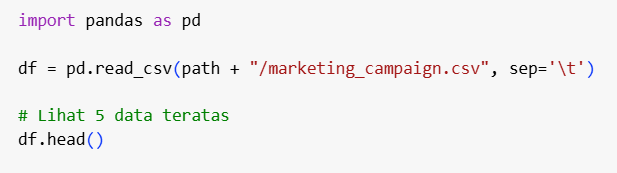 import pandas as pd
df = pd.read_csv(path + "/marketing_campaign.csv", sep='\t')
# Lihat 5 data teratas
df.head()